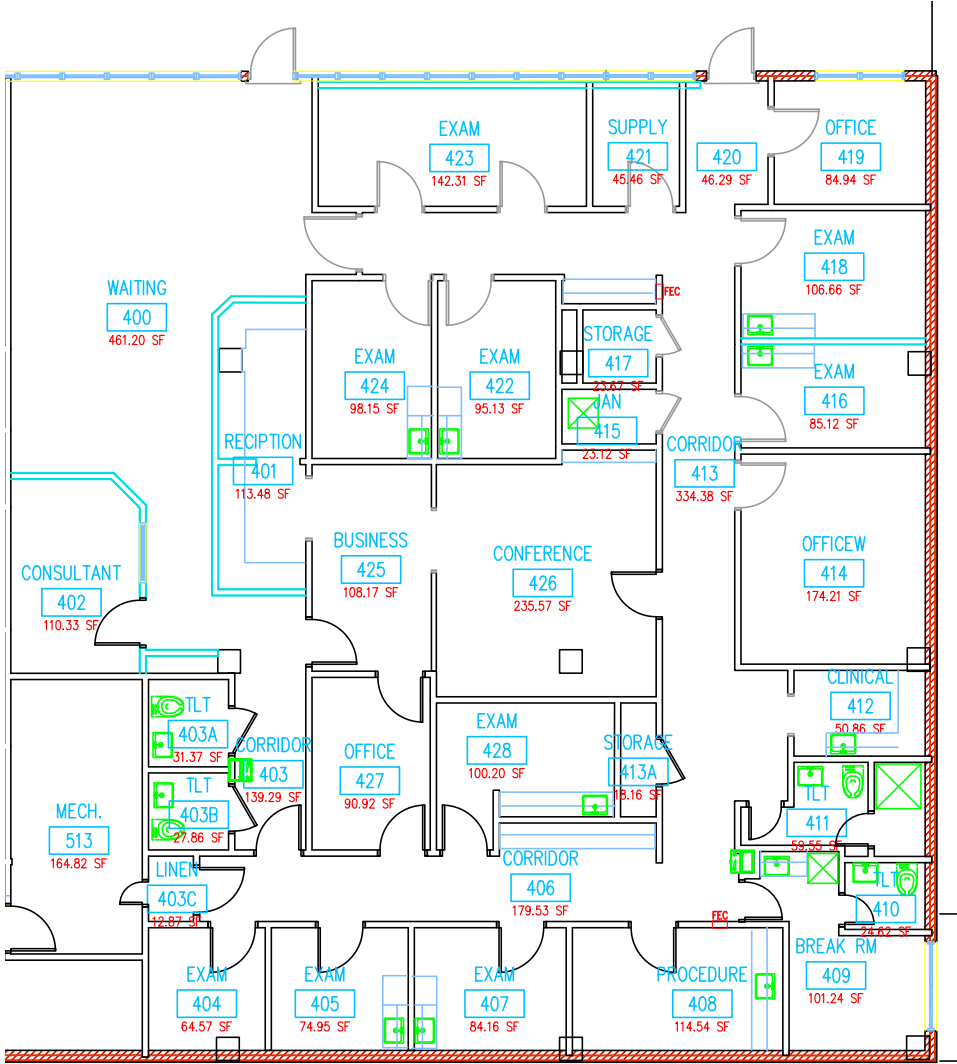 EXAM
423
142.31 SF
SUPPLY
421
45.46 SF
420
46.29 SF
OFFICE
419
84.94 SF
EXAM
418
106.66 SF
WAITING
400
461.20 SF
FEC
STORAGE
417
23.67 SF
EXAM
424
98.15 SF
EXAM
422
95.13 SF
EXAM
416
85.12 SF
JAN
415
23.12 SF
RECIPTION
401
113.48 SF
CORRIDOR
413
334.38 SF
BUSINESS
425
108.17 SF
CONFERENCE
426
235.57 SF
OFFICEW
414
174.21 SF
CONSULTANT
402
110.33 SF
CLINICAL
412
50.86 SF
TLT
403A
31.37 SF
CORRIDOR
403
139.29 SF
OFFICE
427
90.92 SF
EXAM
428
100.20 SF
STORAGE
413A
18.16 SF
TLT
403B
27.86 SF
MECH.
513
164.82 SF
TLT
411
59.55 SF
LINEN
403C
12.87 SF
CORRIDOR
406
179.53 SF
TLT
410
24.62 SF
FEC
EXAM
404
64.57 SF
EXAM
405
74.95 SF
EXAM
407
84.16 SF
PROCEDURE
408
114.54 SF
BREAK RM
409
101.24 SF